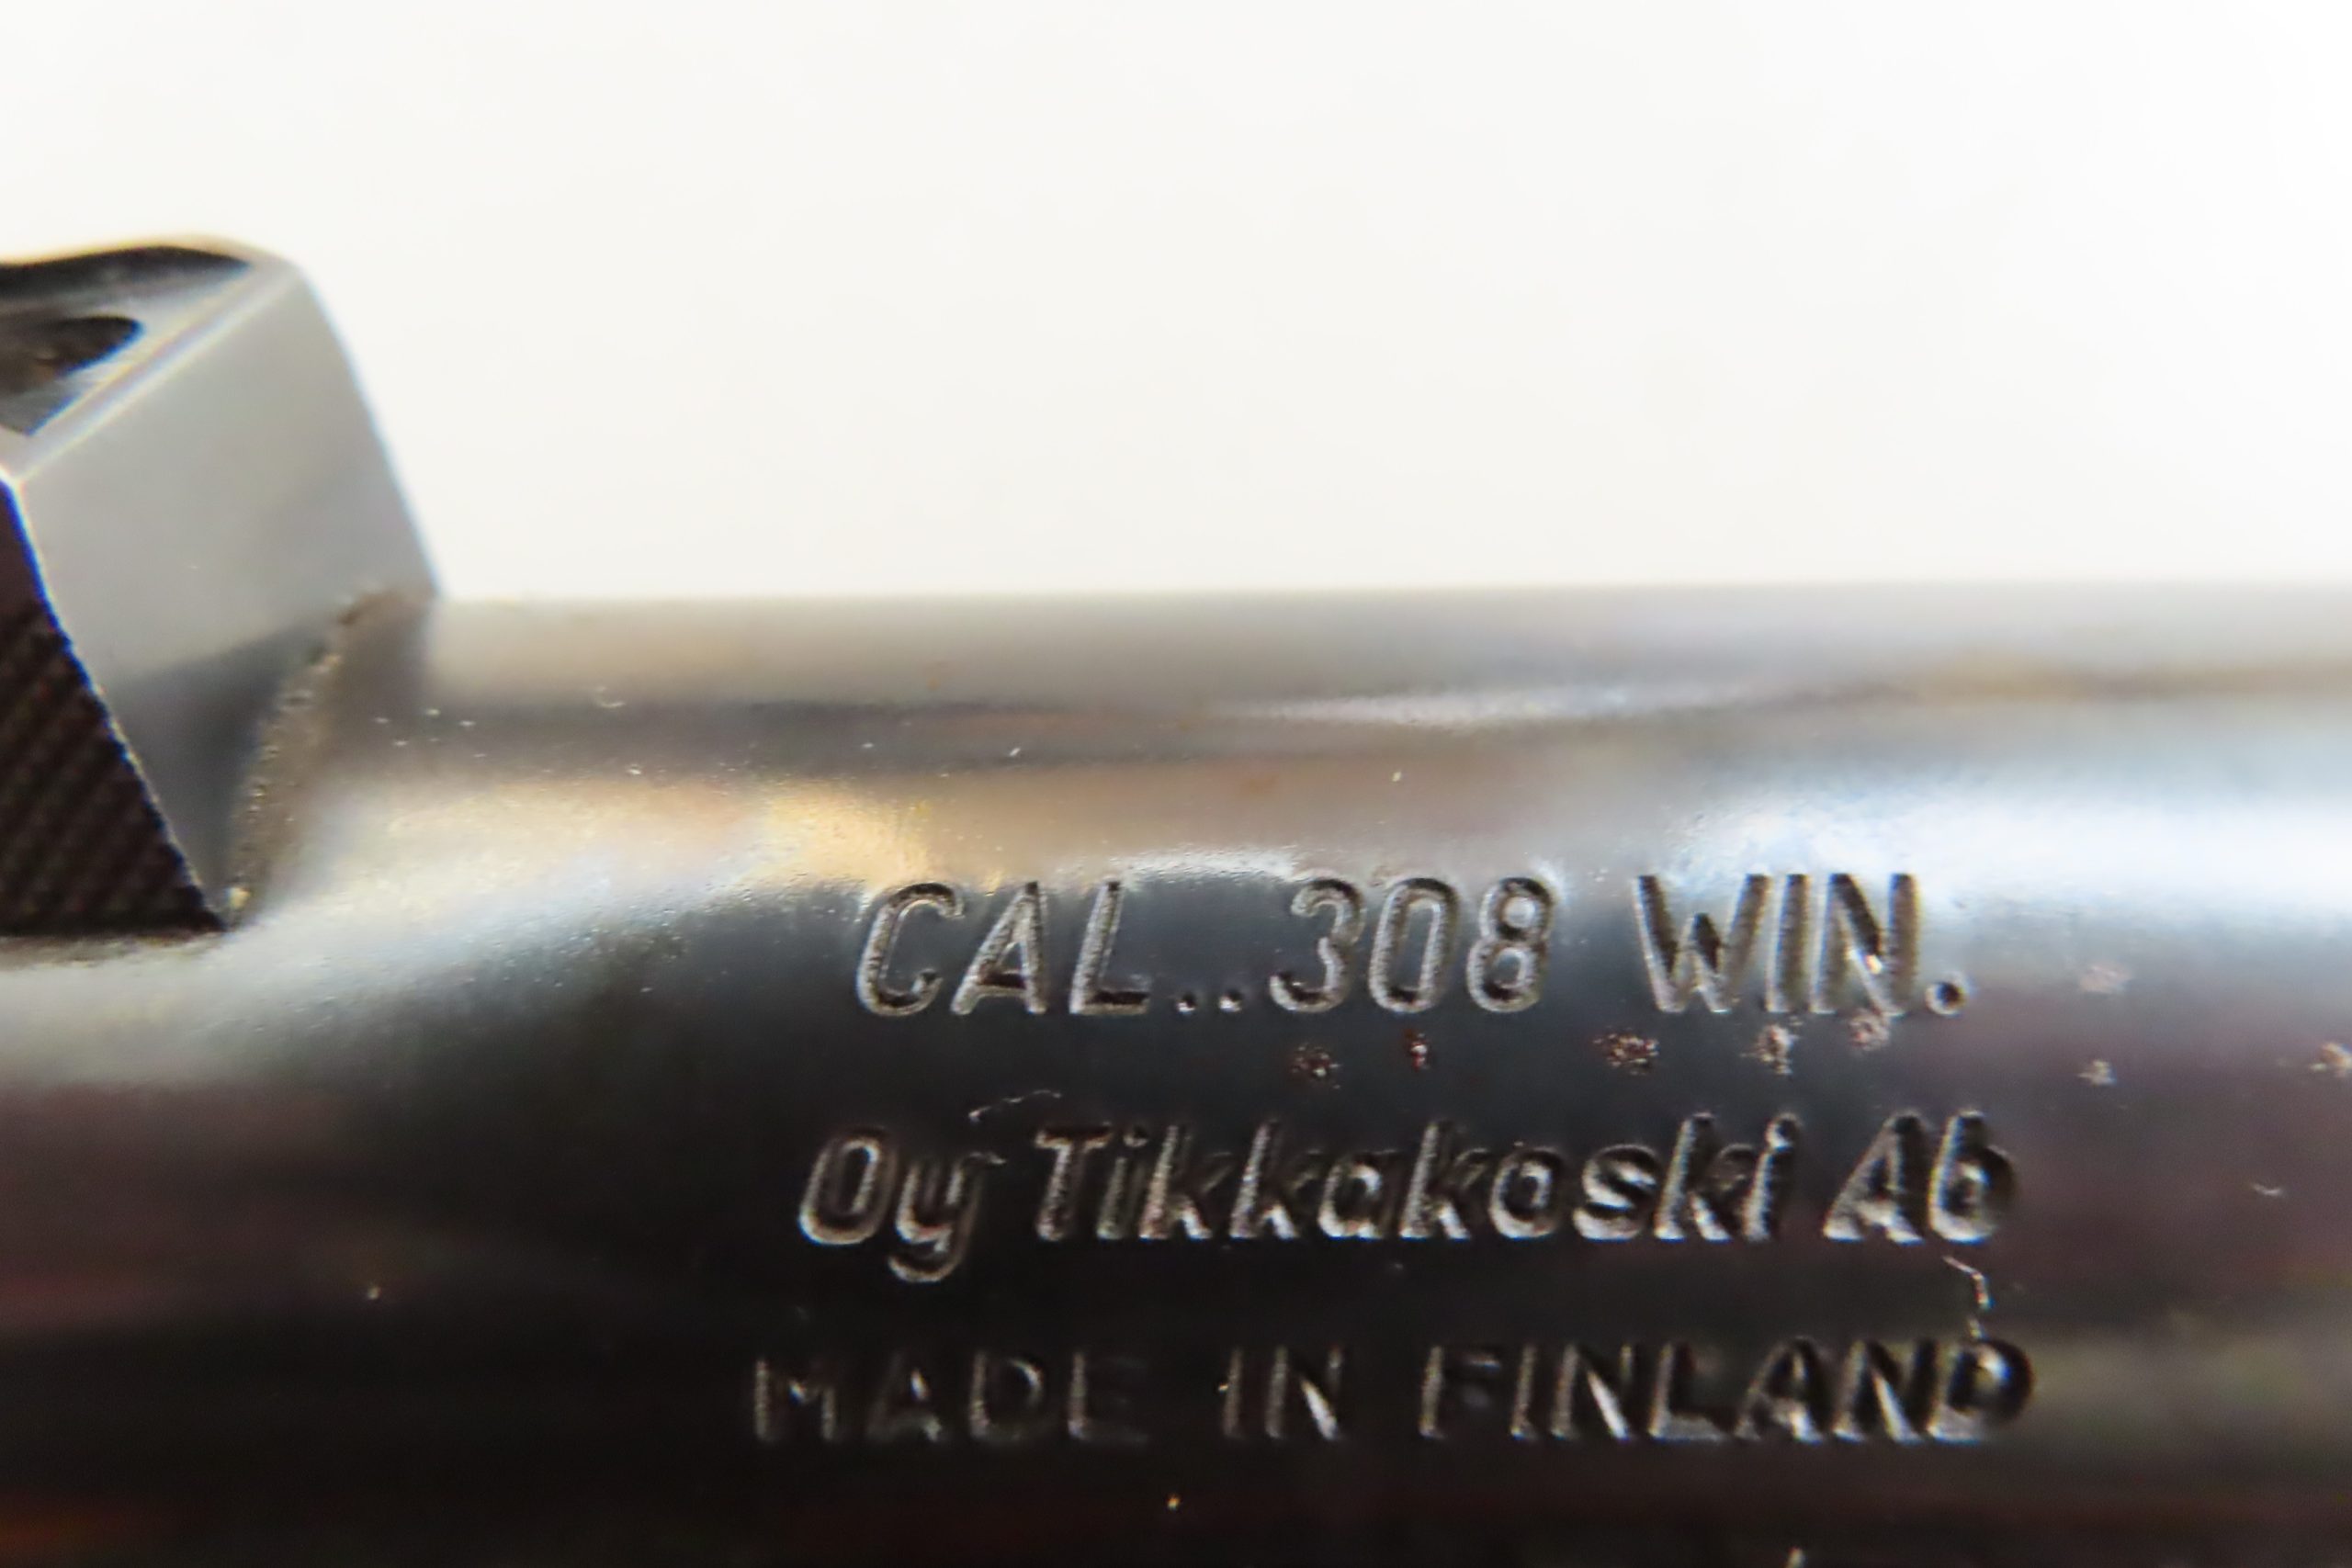 CAL..308 WIN.
Oy Tikkakoski Ab
MADE IN FINLAND